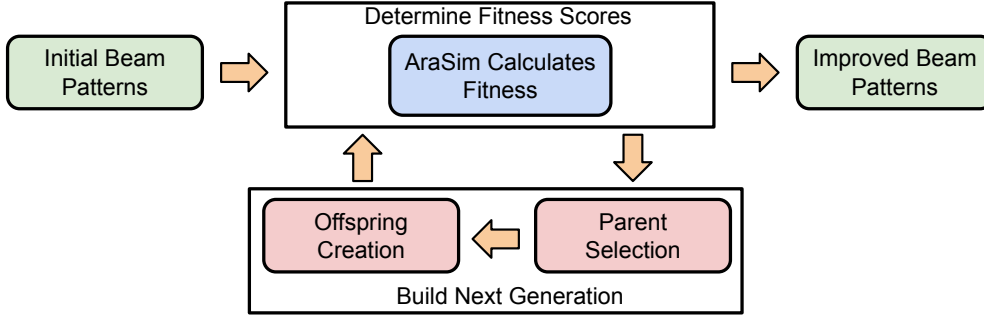 Determine Fitness Scores
Initial Beam
Patterns
AraSim Calculates
Fitness
Improved Beam
Patterns
Offspring
Creation
Parent
Selection
Build Next Generation